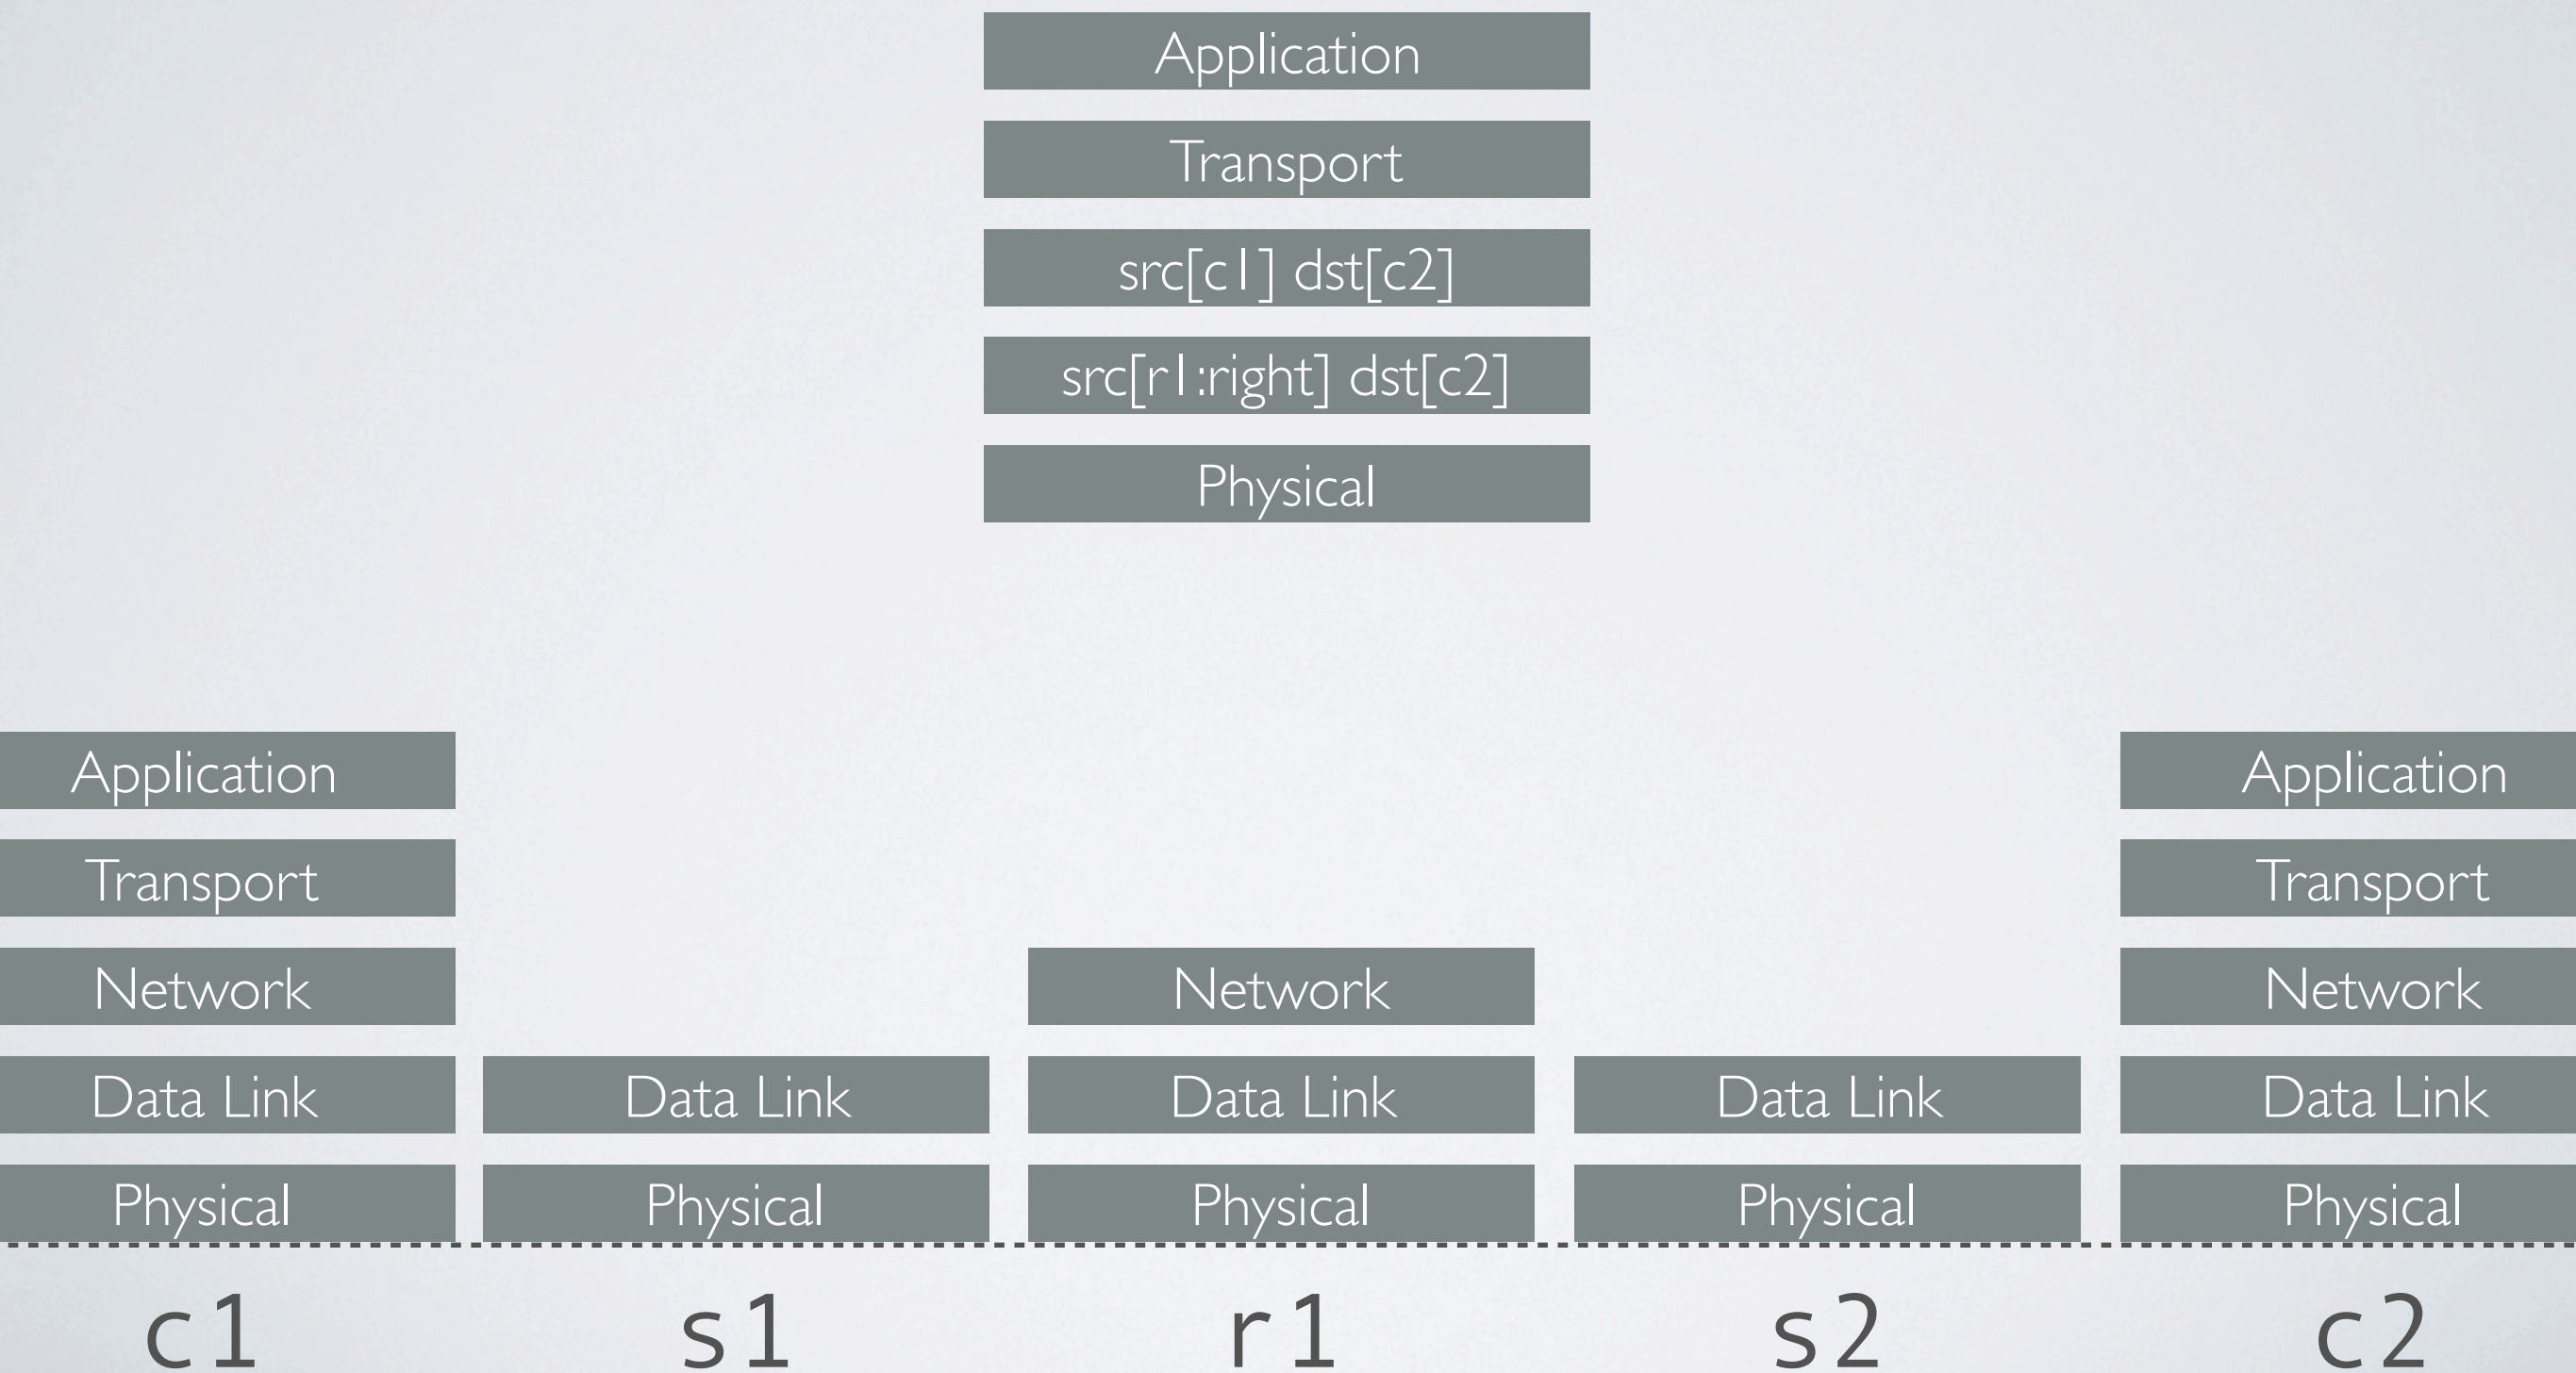 Application
Transport
src[c1] dst[c2]
src[r1:right] dst[c2]
Physical
Application Application
Transport Transport
Network Network Network
Data Link Data Link Data Link Data Link Data Link
Physical Physical Physical Physical Physical
c1 s1 r1 s2 c2